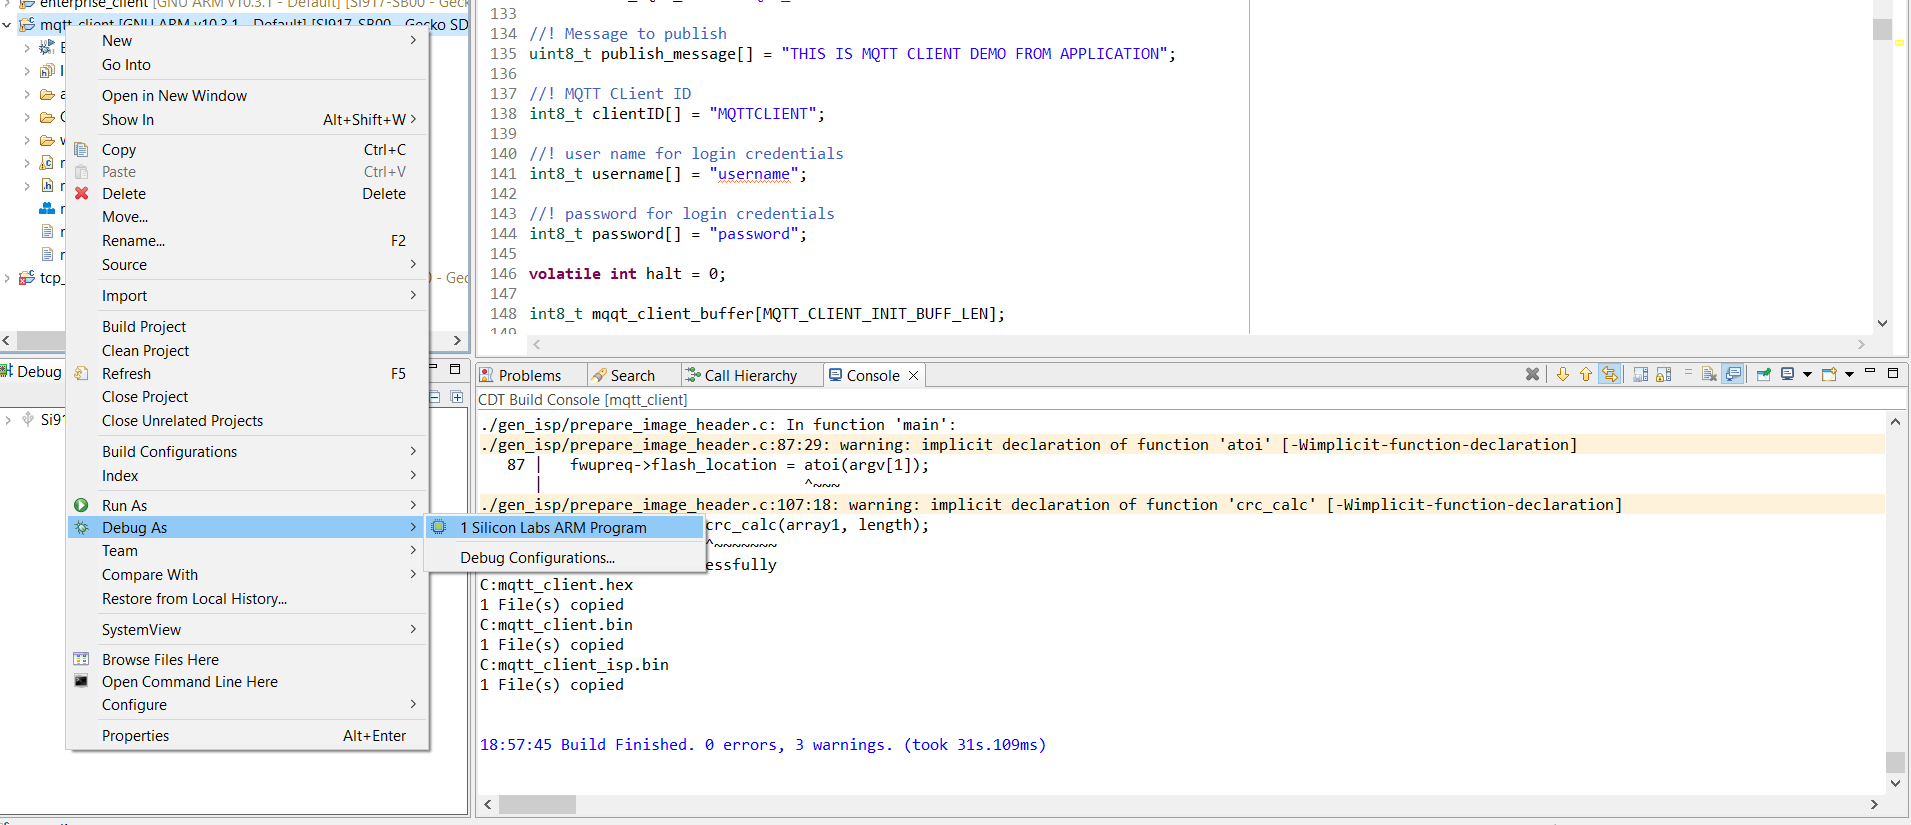 enterprise_client [GNU ARM v10.3.1 - Default] [SI917-SB00 - Gecko
mqtt_client [GNU ARM v10.3.1 - Default] [SI917-SB00 - Gecko SD
New
Go Into
Open in New Window
Show In Alt+Shift+W
Copy Ctrl+C
Paste Ctrl+V
Delete Delete
Move...
Rename... F2
Source
tcp_ ) - Gec
Import
Build Project
Clean Project
Refresh F5
Close Project
Close Unrelated Projects
Build Configurations
Index
Run As
Debug As
Team
Compare With
Restore from Local History...
SystemView
Browse Files Here
Open Command Line Here
Configure
Properties Alt+Enter
1 Silicon Labs ARM Program
Debug Configurations...
Debug
Si91
133
134 //! Message to publish
135 uint8_t publish_message[] = "THIS IS MQTT CLIENT DEMO FROM APPLICATION";
136
137 //! MQTT CLient ID
138 int8_t clientID[] = "MQTTCLIENT";
139
140 //! user name for login credentials
141 int8_t username[] = "username";
142
143 //! password for login credentials
144 int8_t password[] = "password";
145
146 volatile int halt = 0;
147
148 int8_t mqqt_client_buffer[MQTT_CLIENT_INIT_BUFF_LEN];
149
Problems Search Call Hierarchy Console
CDT Build Console [mqtt_client]
./gen_isp/prepare_image_header.c: In function 'main':
./gen_isp/prepare_image_header.c:87:29: warning: implicit declaration of function 'atoi' [-Wimplicit-function-declaration]
87 | fwupreq->flash_location = atoi(argv[1]);
| ^~~~
./gen_isp/prepare_image_header.c:107:18: warning: implicit declaration of function 'crc_calc' [-Wimplicit-function-declaration]
crc_calc(array1, length);
^~~~~~~~
essfully
C:mqtt_client.hex
1 File(s) copied
C:mqtt_client.bin
1 File(s) copied
C:mqtt_client_isp.bin
1 File(s) copied
18:57:45 Build Finished. 0 errors, 3 warnings. (took 31s.109ms)